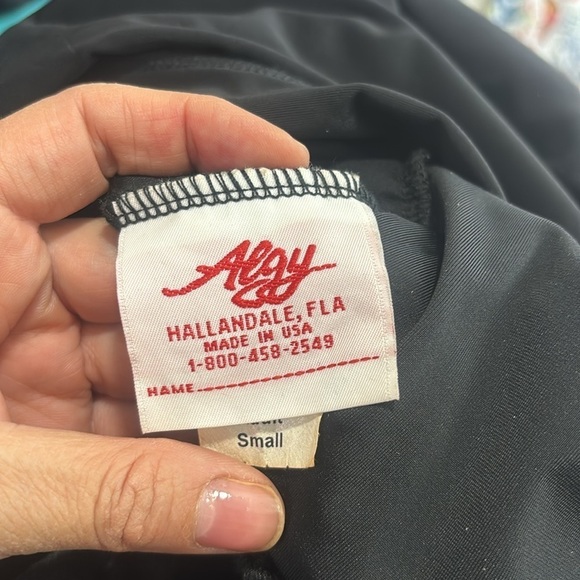 Algy
HALLANDALE, FLA
MADE IN USA
1-800-458-2549
NAME
Small